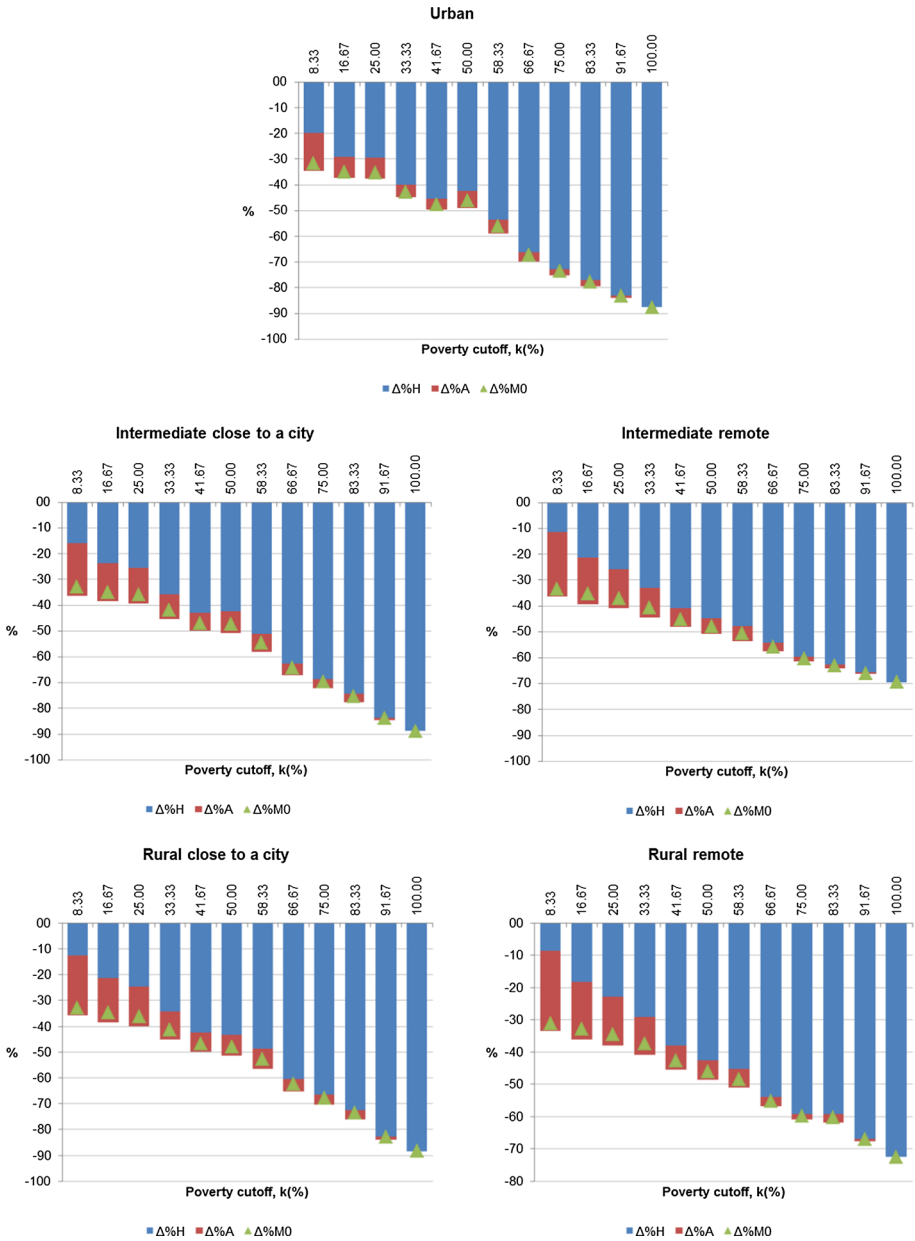 Urban
8.33 16.67 25.00 33.33 41.67 50.00 58.33 66.67 75.00 83.33 91.67 100.00
00
-10
-20
-30
-40
-50
-60
-70
-80
-90
-100
%
Poverty cutoff, k(%)
Δ%H Δ%A Δ%M0
Intermediate close to a city
8.33 16.67 25.00 33.33 41.67 50.00 58.33 66.67 75.00 83.33 91.67 100.00
00
-10
-20
-30
-40
-50
-60
-70
-80
-90
-100
%
Poverty cutoff, k(%)
Δ%H Δ%A Δ%M0
Intermediate remote
8.33 16.67 25.00 33.33 41.67 50.00 58.33 66.67 75.00 83.33 91.67 100.00
00
-10
-20
-30
-40
-50
-60
-70
-80
-90
-100
%
Poverty cutoff, k(%)
Δ%H Δ%A Δ%M0
Rural close to a city
8.33 16.67 25.00 33.33 41.67 50.00 58.33 66.67 75.00 83.33 91.67 100.00
00
-10
-20
-30
-40
-50
-60
-70
-80
-90
-100
%
Poverty cutoff, k(%)
Δ%H Δ%A Δ%M0
Rural remote
8.33 16.67 25.00 33.33 41.67 50.00 58.33 66.67 75.00 83.33 91.67 100.00
00
-10
-20
-30
-40
-50
-60
-70
-80
%
Poverty cutoff, k(%)
Δ%H Δ%A Δ%M0